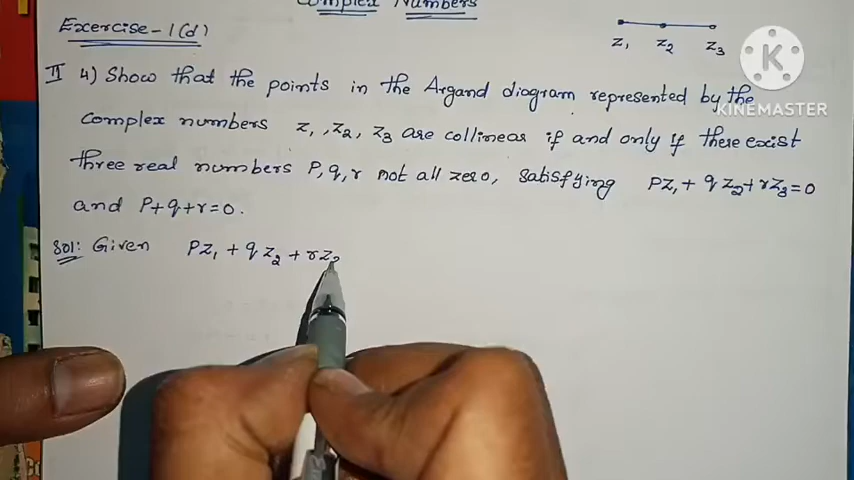 Complex Numbers
Exercise-1(d)
z₁ z₂ z₃
K
KINEMASTER
II 4) Show that the points in the Argand diagram represented by the
Complex numbers z₁, z₂, z₃ are collinear if and only if there exist
three real numbers P, q, r not all zero, satisfying Pz₁ + qz₂ + rz₃ = 0
and P+q+r=0.
Sol: Given Pz₁ + qz₂ + rz₃